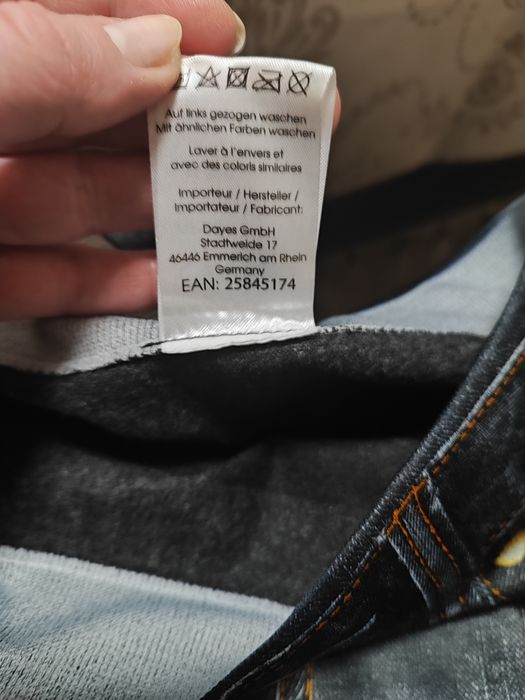 Auf links gezogen waschen
Mit ähnlichen Farben waschen
Laver à l'envers et
avec des coloris similaires
Importeur / Hersteller /
Importateur / Fabricant:
Dayes GmbH
Stadtweide 17
46446 Emmerich am Rhein
Germany
EAN: 25845174